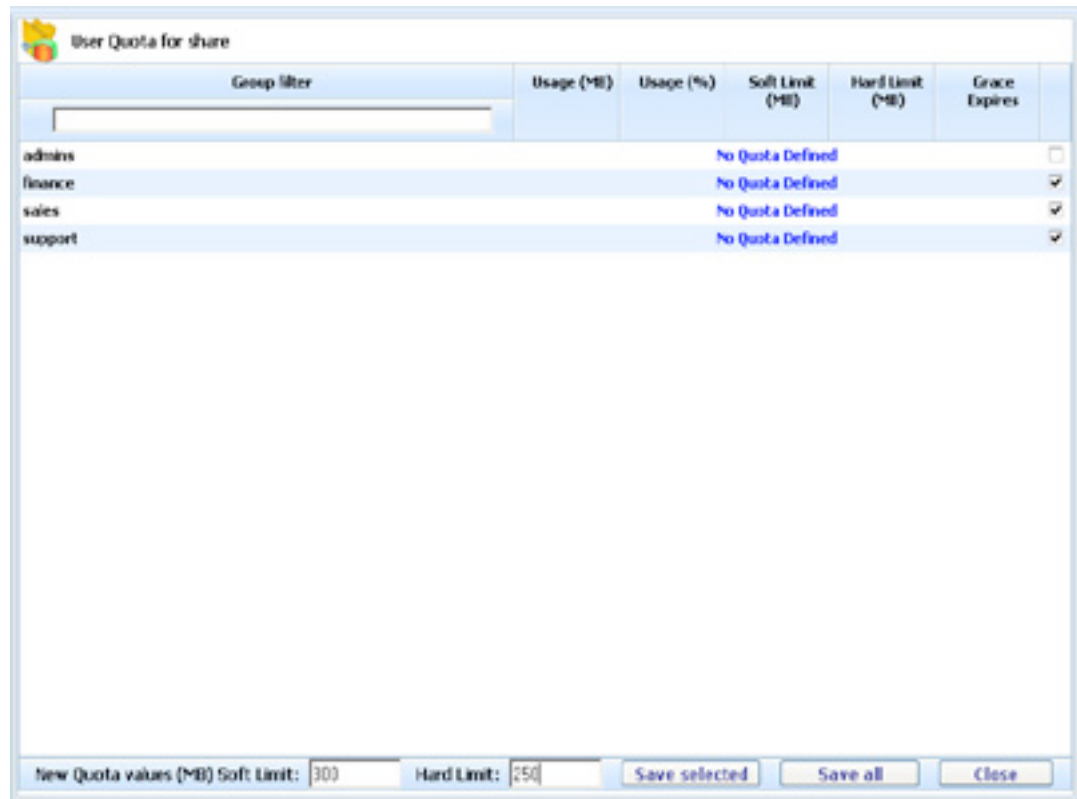 User Quota for share
Group filter Usage (MB) Usage (%) Soft Limit (MB) Hard Limit (MB) Grace Expires
admins No Quota Defined
finance No Quota Defined
sales No Quota Defined
support No Quota Defined
New Quota values (MB) Soft Limit: 300 Hard Limit: 250 Save selected Save all Close